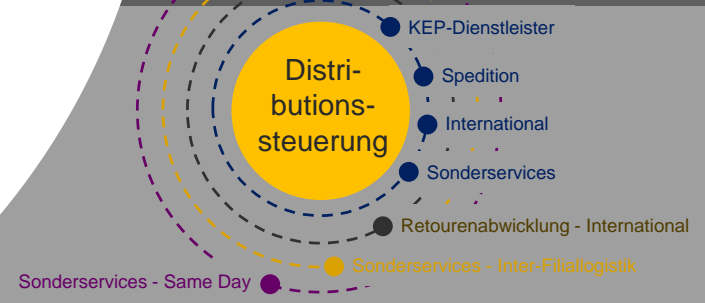 KEP-Dienstleister
Distri-
butions-
steuerung
Spedition
International
Sonderservices
Retourenabwicklung - International
Sonderservices - Inter-Filiallogistik
Sonderservices - Same Day